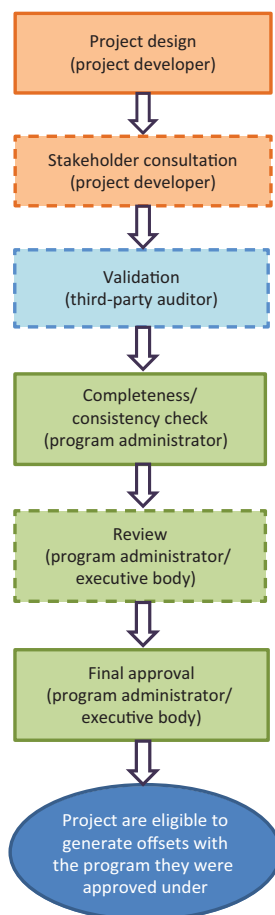 Project design
(project developer)
Stakeholder consultation
(project developer)
Validation
(third-party auditor)
Completeness/
consistency check
(program administrator)
Review
(program administrator/
executive body)
Final approval
(program administrator/
executive body)
Project are eligible to
generate offsets with
the program they were
approved under